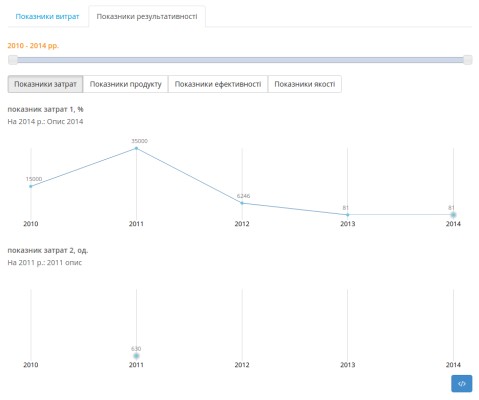 Показники витрат Показники результативності
2010 - 2014 рр.
Показники затрат Показники продукту Показники ефективності Показники якості
показник затрат 1, %
На 2014 р.: Опис 2014
35000
15000
6246
81 81
2010 2011 2012 2013 2014
показник затрат 2, од.
На 2011 р.: 2011 опис
630
2010 2011 2012 2013 2014
</>